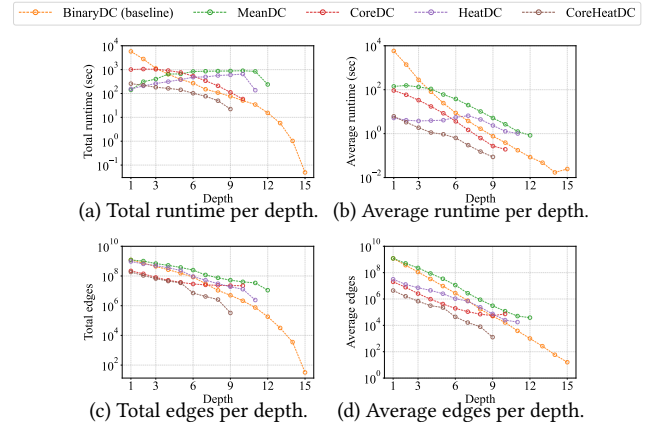 BinaryDC (baseline) MeanDC CoreDC HeatDC CoreHeatDC
Total runtime (sec)
10^4
10^3
10^2
10^1
10^0
10^-1
1 3 6 9 12 15
Depth
(a) Total runtime per depth.
Average runtime (sec)
10^4
10^2
10^0
10^-2
1 3 6 9 12 15
Depth
(b) Average runtime per depth.
Total edges
10^10
10^8
10^6
10^4
10^2
1 3 6 9 12 15
Depth
(c) Total edges per depth.
Average edges
10^10
10^8
10^6
10^4
10^2
10^0
1 3 6 9 12 15
Depth
(d) Average edges per depth.